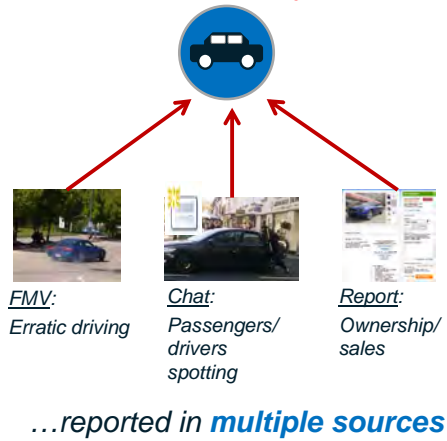 FMV:
Erratic driving
Chat:
Passengers/
drivers
spotting
Report:
Ownership/
sales
…reported in multiple sources